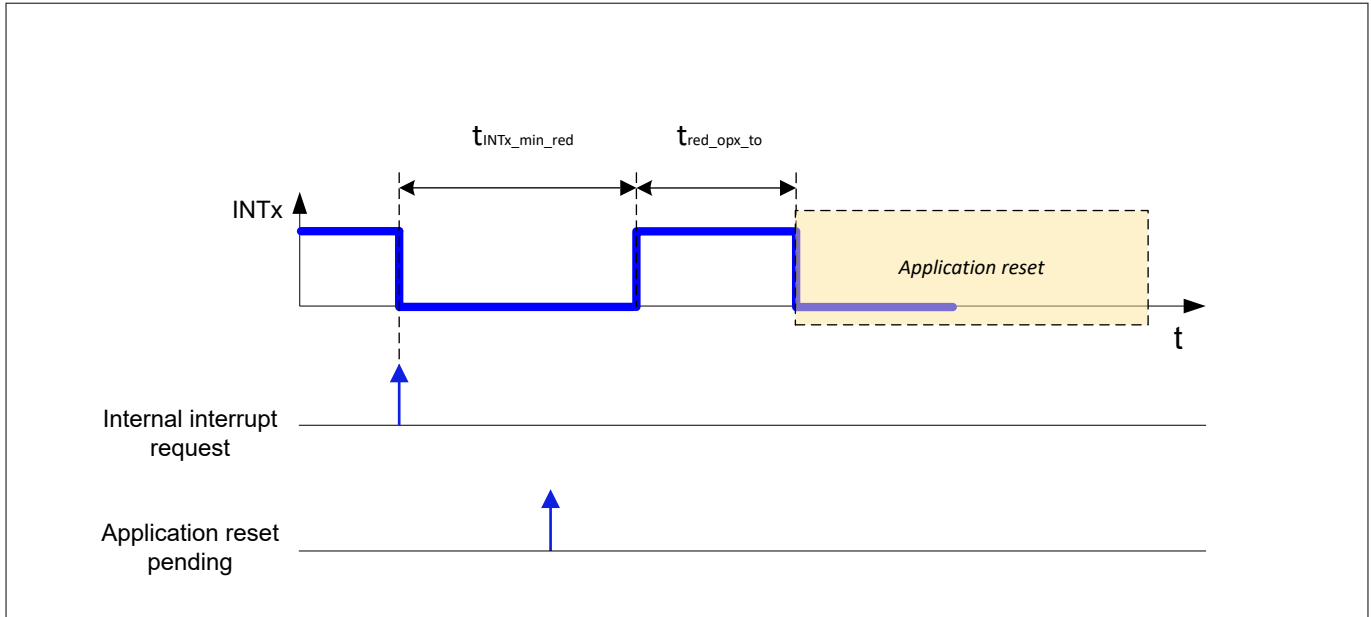 tINTx_min_red
tred_opx_to
INTx
Application reset
t
Internal interrupt
request
Application reset
pending